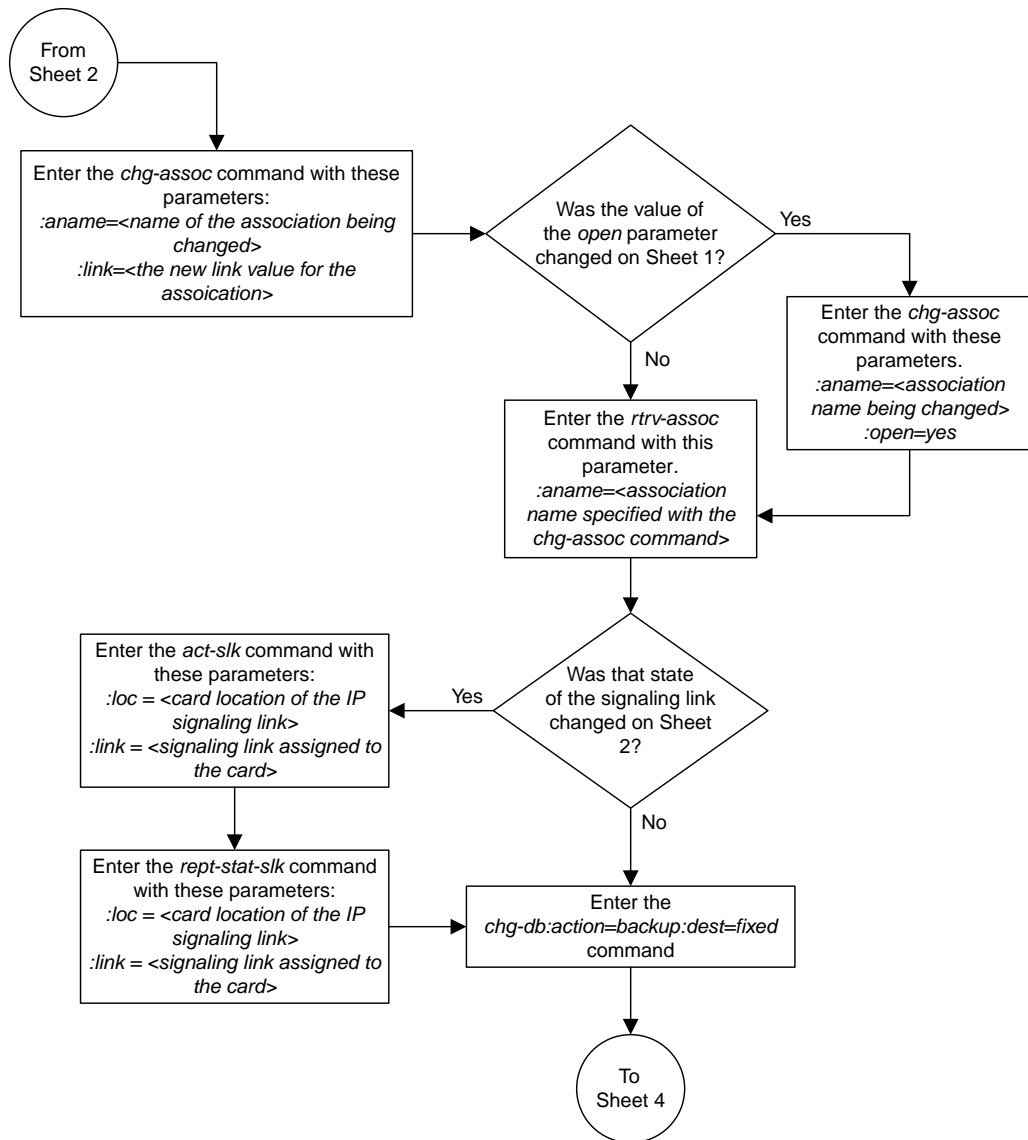 From
Sheet 2
Enter the chg-assoc command with these
parameters:
:aname=<name of the association being
changed>
:link=<the new link value for the
assoication>
Was the value of
the open parameter
changed on Sheet 1?
Yes
No
Enter the chg-assoc
command with these
parameters.
:aname=<association
name being changed>
:open=yes
Enter the rtrv-assoc
command with this
parameter.
:aname=<association
name specified with the
chg-assoc command>
Was that state
of the signaling link
changed on Sheet
2?
Yes
No
Enter the act-slk command with
these parameters:
:loc = <card location of the IP
signaling link>
:link = <signaling link assigned to
the card>
Enter the rept-stat-slk command
with these parameters:
:loc = <card location of the IP
signaling link>
:link = <signaling link assigned to
the card>
Enter the
chg-db:action=backup:dest=fixed
command
To
Sheet 4